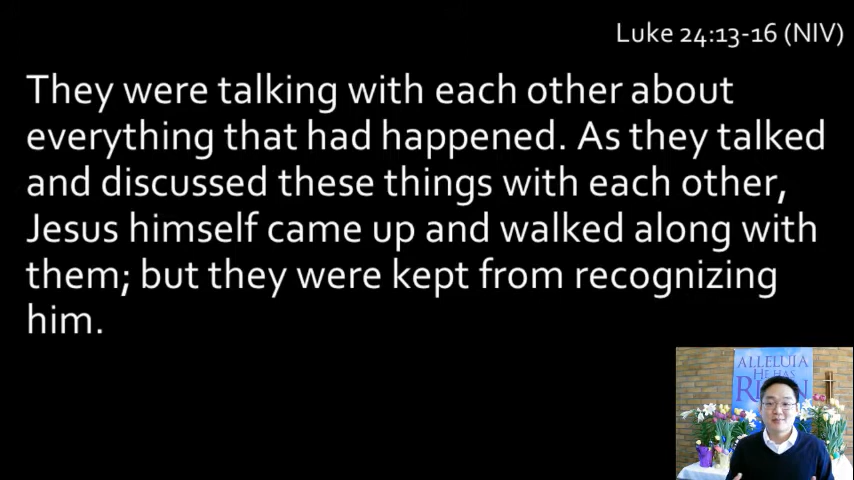 Luke 24:13-16 (NIV)
They were talking with each other about
everything that had happened. As they talked
and discussed these things with each other,
Jesus himself came up and walked along with
them; but they were kept from recognizing
him.
ALLELUIA
HE HAS
RISEN